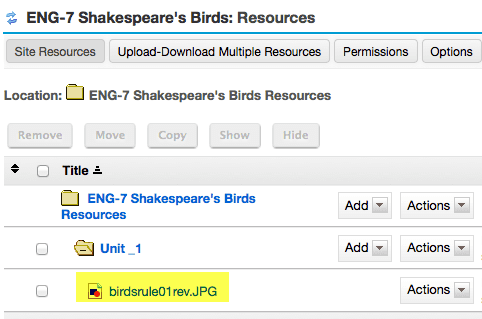 ENG-7 Shakespeare's Birds: Resources
Site Resources Upload-Download Multiple Resources Permissions Options
Location: ENG-7 Shakespeare's Birds Resources
Remove Move Copy Show Hide
Title
ENG-7 Shakespeare's Birds Add Actions
Resources
Unit _1 Add Actions
birdsrule01rev.JPG Actions